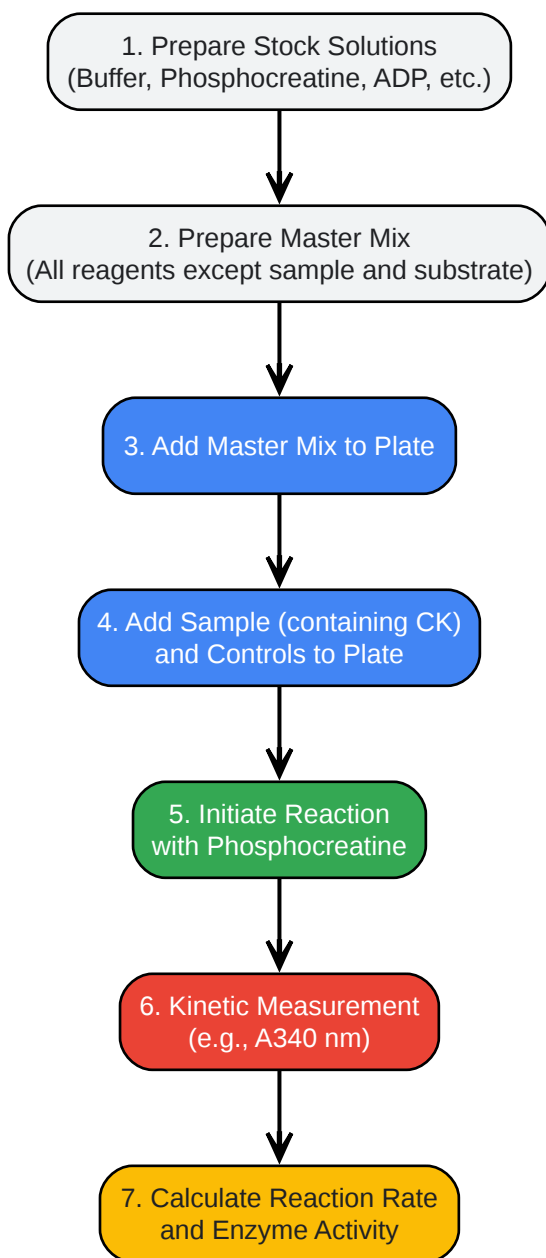 1. Prepare Stock Solutions
(Buffer, Phosphocreatine, ADP, etc.)
2. Prepare Master Mix
(All reagents except sample and substrate)
3. Add Master Mix to Plate
4. Add Sample (containing CK)
and Controls to Plate
5. Initiate Reaction
with Phosphocreatine
6. Kinetic Measurement
(e.g., A340 nm)
7. Calculate Reaction Rate
and Enzyme Activity